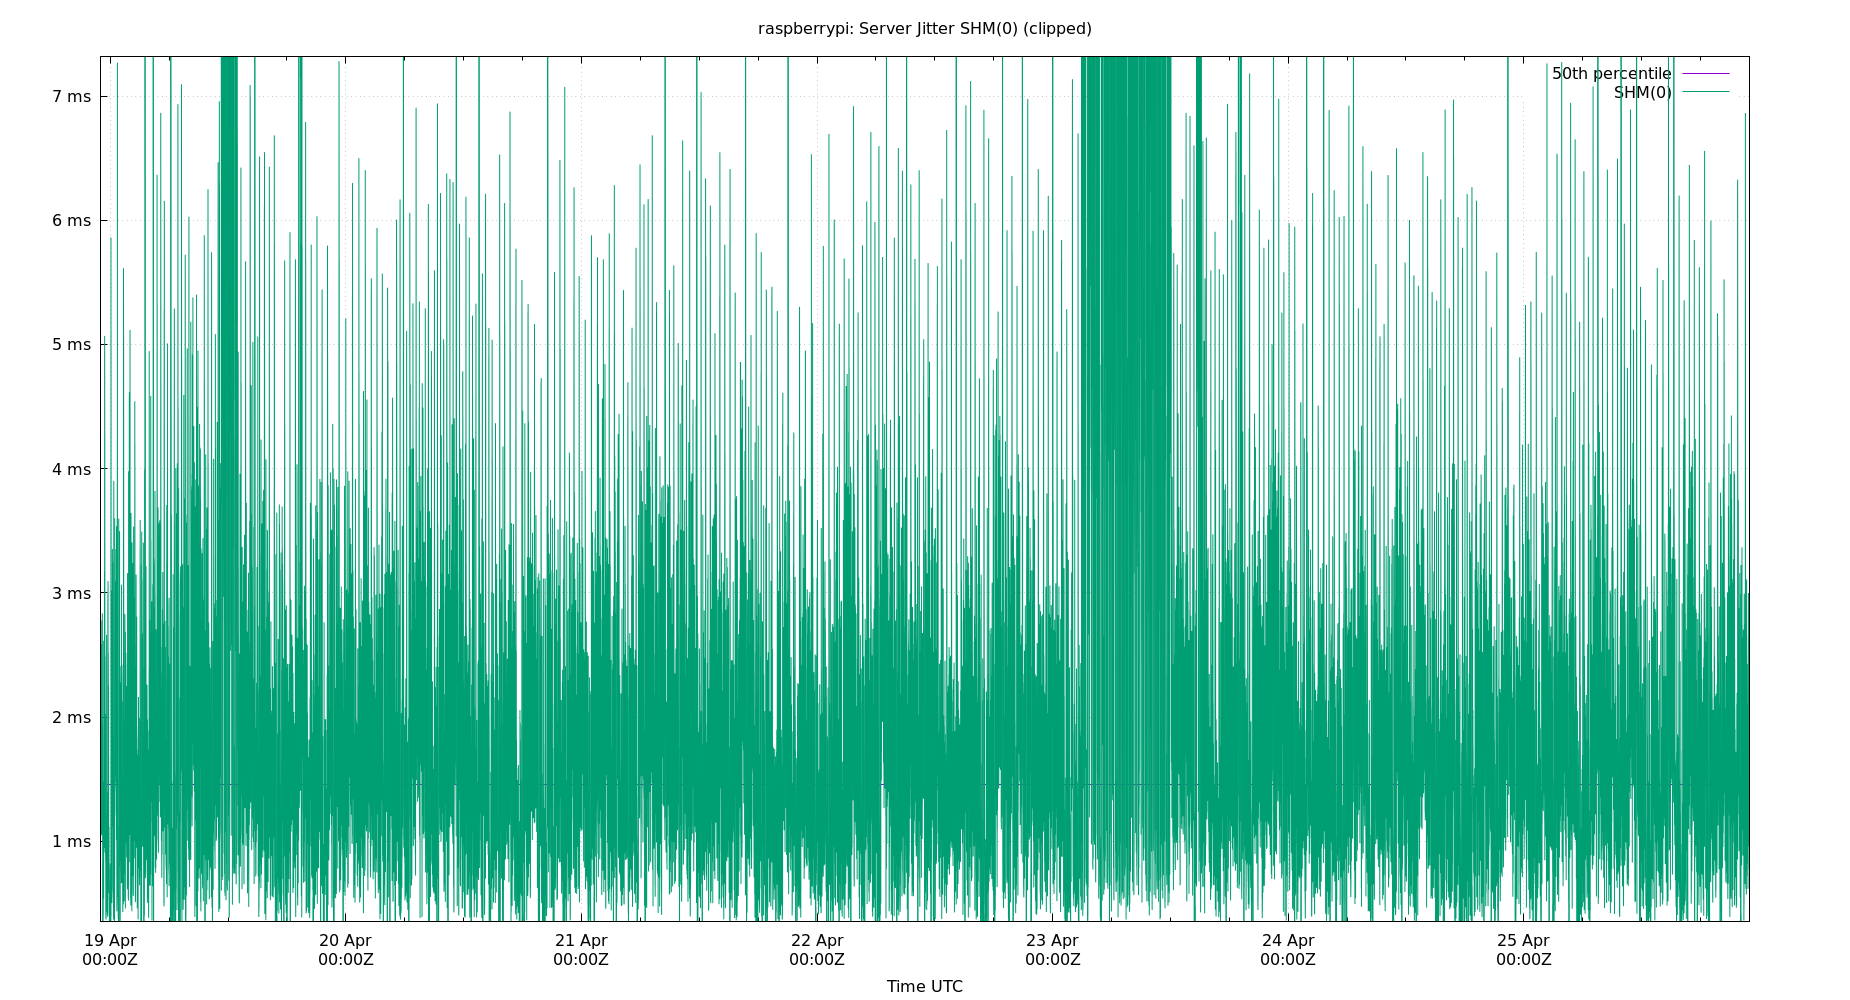 raspberrypi: Server Jitter SHM(0) (clipped)
50th percentile
SHM(0)
7 ms
6 ms
5 ms
4 ms
3 ms
2 ms
1 ms
19 Apr 20 Apr 21 Apr 22 Apr 23 Apr 24 Apr 25 Apr
00:00Z 00:00Z 00:00Z 00:00Z 00:00Z 00:00Z 00:00Z
Time UTC